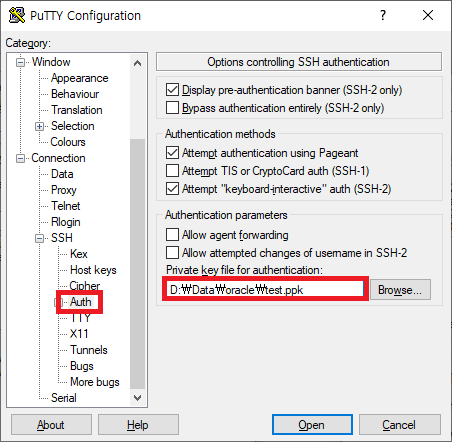 PuTTY Configuration
Category:
Window
Appearance
Behaviour
Translation
Selection
Colours
Connection
Data
Proxy
Telnet
Rlogin
SSH
Kex
Host keys
Cipher
Auth
TTY
X11
Tunnels
Bugs
More bugs
Serial
Options controlling SSH authentication
Display pre-authentication banner (SSH-2 only)
Bypass authentication entirely (SSH-2 only)
Authentication methods
Attempt authentication using Pageant
Attempt TIS or CryptoCard auth (SSH-1)
Attempt "keyboard-interactive" auth (SSH-2)
Authentication parameters
Allow agent forwarding
Allow attempted changes of username in SSH-2
Private key file for authentication:
D:₩Data₩oracle₩test.ppk
Browse...
About
Help
Open
Cancel